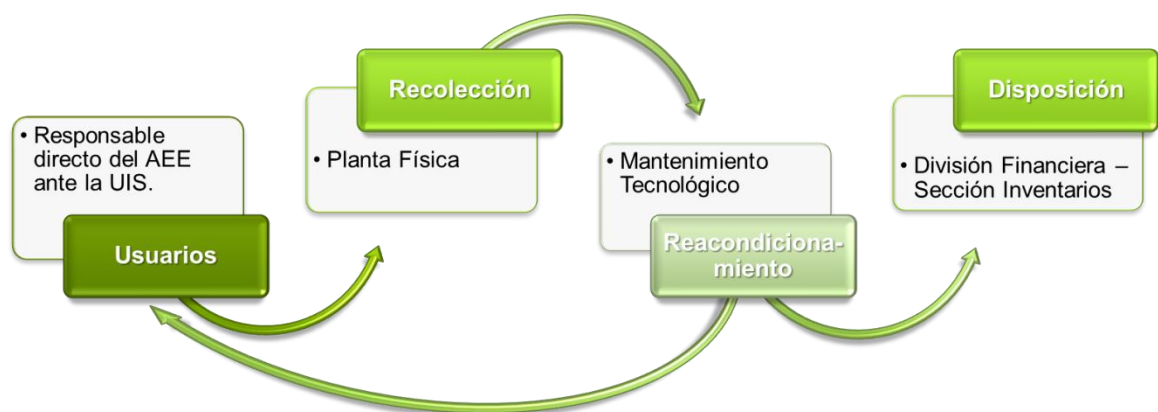 • Responsable
directo del AEE
ante la UIS.
Usuarios
Recolección
• Planta Física
• Mantenimiento
Tecnológico
Reacondiciona-
miento
Disposición
• División Financiera –
Sección Inventarios